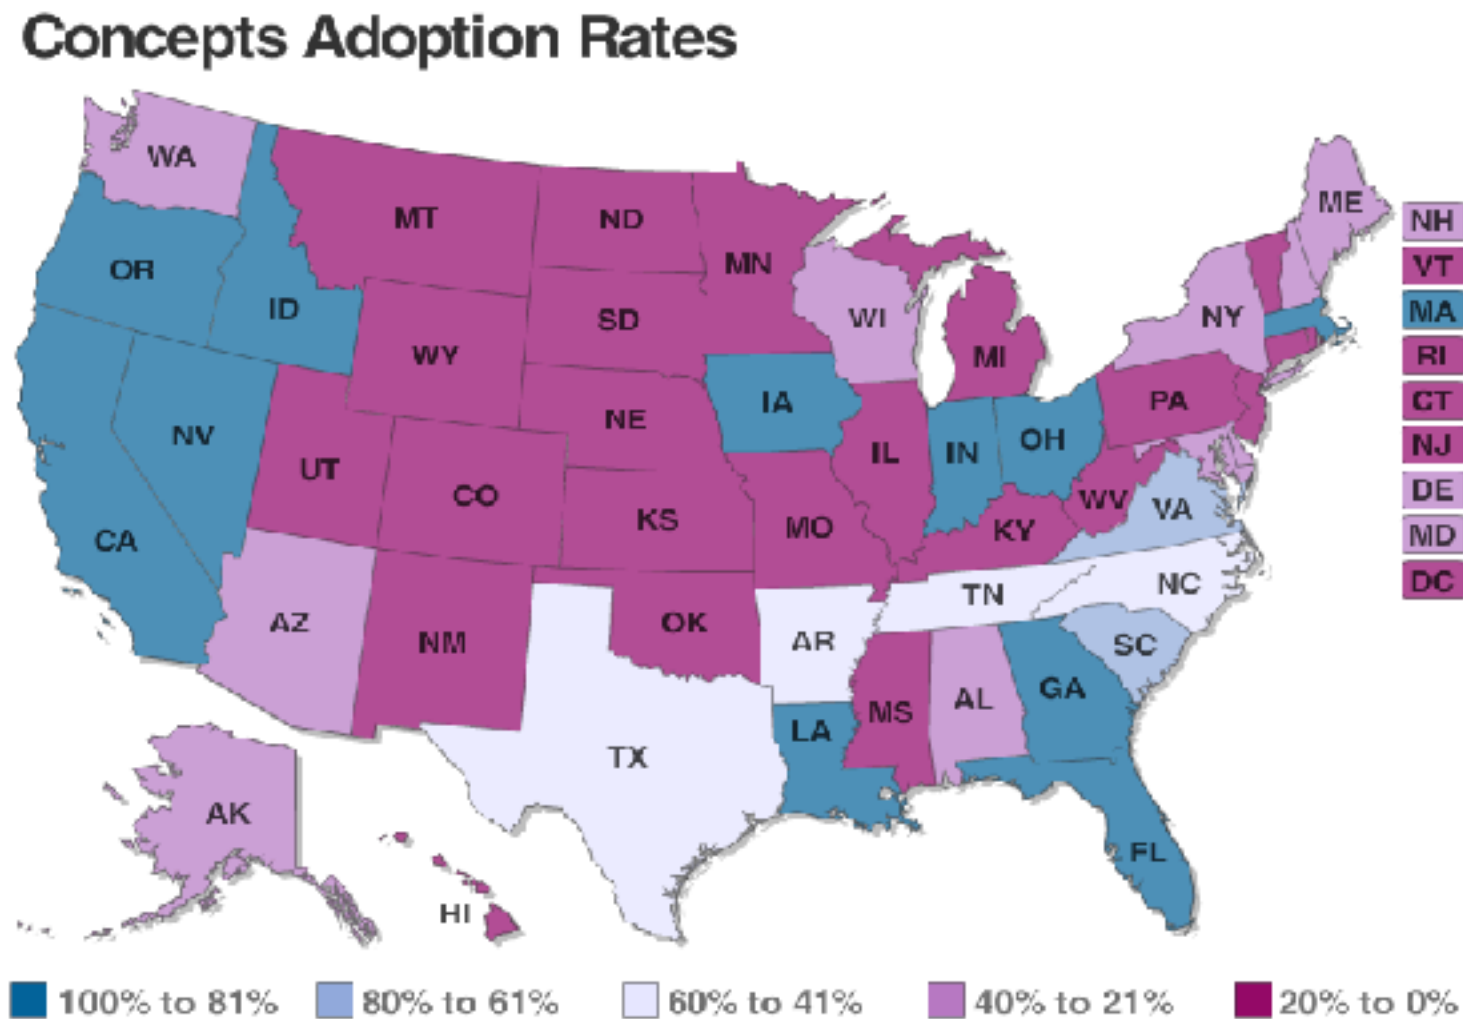 Concepts Adoption Rates
WA
MT
ND
MN
ME
NH
OR
ID
SD
WI
NY
VT
MA
WY
MI
RI
NV
NE
IA
PA
CT
UT
CO
IL
IN
OH
NJ
CA
KS
MO
KY
WV
VA
DE
MD
AZ
NM
OK
AR
TN
NC
DC
SC
TX
LA
MS
AL
GA
AK
HI
FL
100% to 81%
80% to 61%
60% to 41%
40% to 21%
20% to 0%